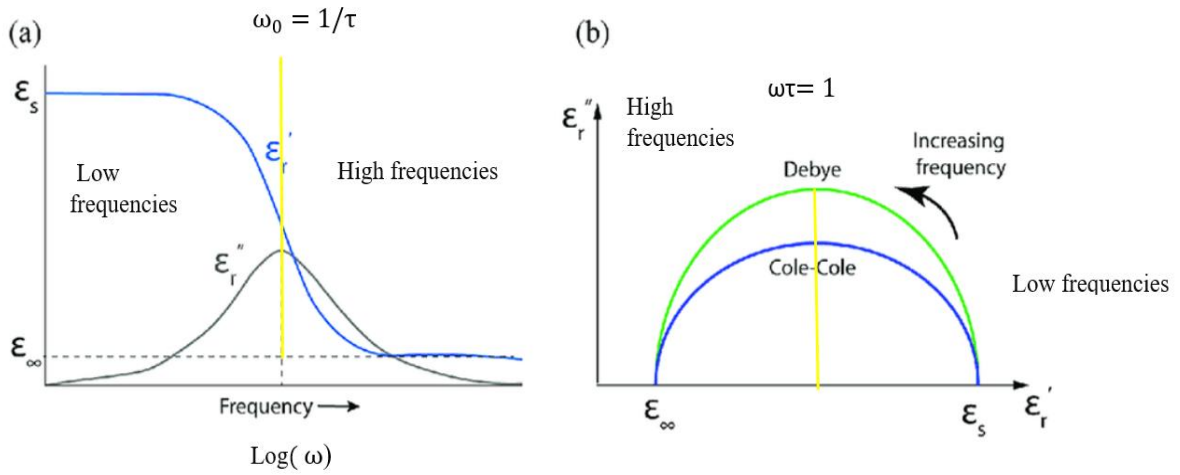 (a)
ω₀ = 1/τ
εₛ
εᵣ′
Low
frequencies
High frequencies
εᵣ″
ε∞
Frequency
Log( ω)
(b)
ωτ= 1
εᵣ″
High
frequencies
Increasing
frequency
Debye
Cole-Cole
Low frequencies
ε∞
εₛ
εᵣ′